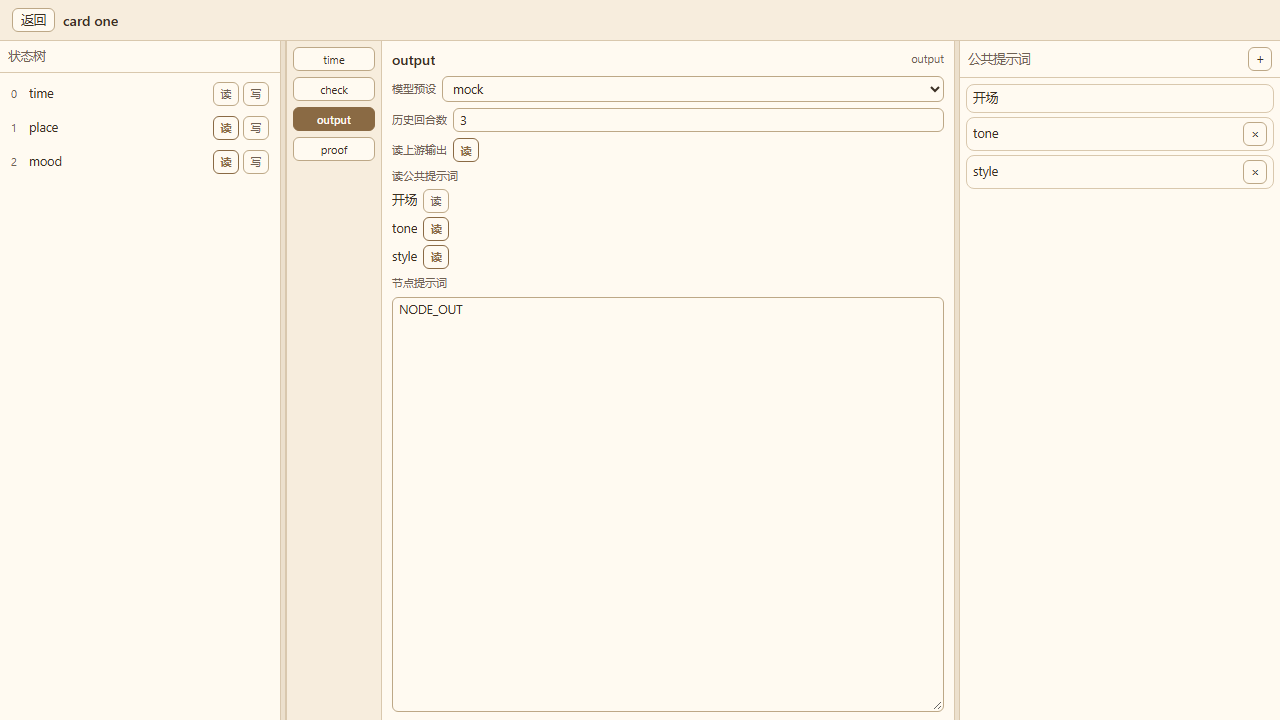 返回 card one
状态树
0 time 读 写
1 place 读 写
2 mood 读 写
time
check
output
proof
output output
模型预设 mock
历史回合数 3
读上游输出 读
读公共提示词
开场 读
tone 读
style 读
节点提示词
NODE_OUT
公共提示词 +
开场
tone ×
style ×